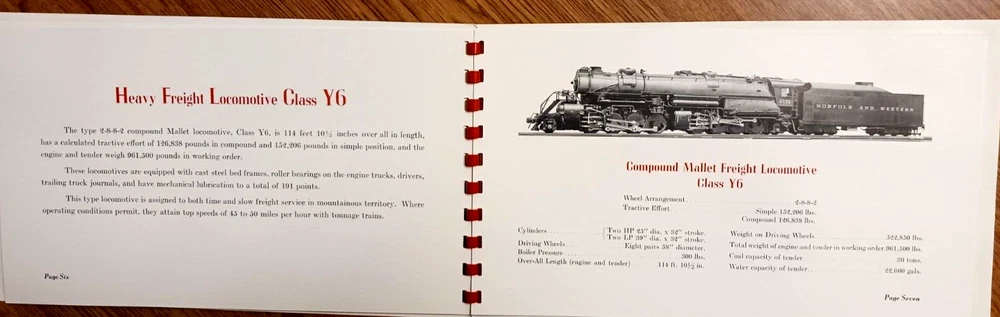 Heavy Freight Locomotive Class Y6
The type 2-8-8-2 compound Mallet locomotive, Class Y6, is 114 feet 10½ inches over all in length,
has a calculated tractive effort of 126,838 pounds in compound and 152,206 pounds in simple position, and the
engine and tender weigh 961,500 pounds in working order.
These locomotives are equipped with cast steel bed frames, roller bearings on the engine trucks, drivers,
trailing truck journals, and have mechanical lubrication to a total of 191 points.
This type locomotive is assigned to both time and slow freight service in mountainous territory. Where
operating conditions permit, they attain top speeds of 45 to 50 miles per hour with tonnage trains.
Page Six
NORFOLK AND WESTERN
Compound Mallet Freight Locomotive
Class Y6
Wheel Arrangement 2-8-8-2
Tractive Effort Simple 152,206 lbs.
Compound 126,838 lbs.
Cylinders Two HP 25" dia. x 32" stroke.
Two LP 39" dia. x 32" stroke.
Driving Wheels Eight pairs 58" diameter.
Boiler Pressure 300 lbs.
Over-All Length (engine and tender) 114 ft. 10½ in.
Weight on Driving Wheels 522,850 lbs.
Total weight of engine and tender in working order. 961,500 lbs.
Coal capacity of tender 30 tons.
Water capacity of tender 22,000 gals.
Page Seven